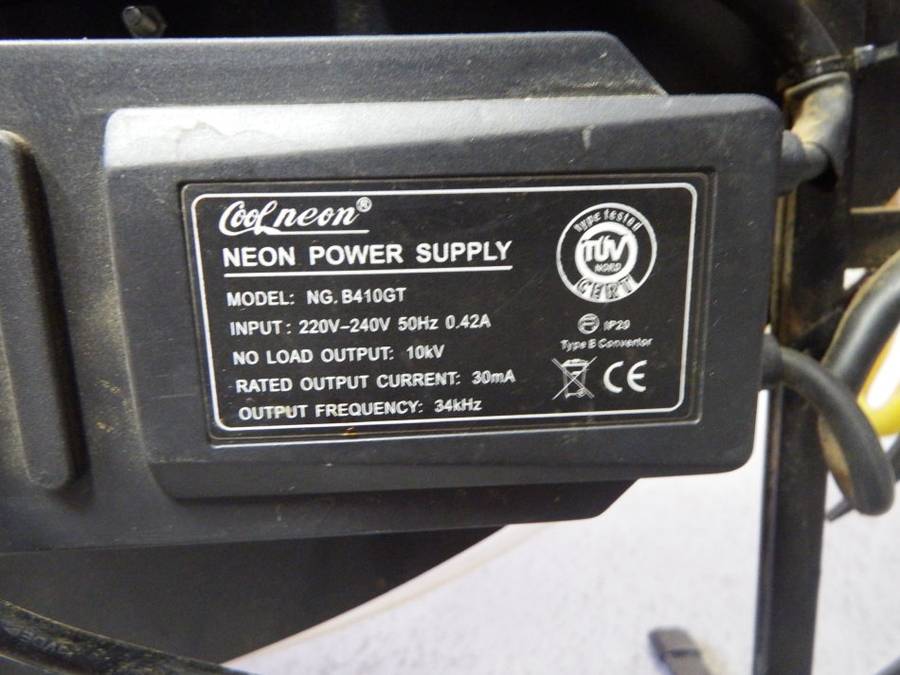 Coolneon®
NEON POWER SUPPLY
MODEL: NG. B410GT
INPUT: 220V-240V 50Hz 0.42A
NO LOAD OUTPUT: 10kV
RATED OUTPUT CURRENT: 30mA
OUTPUT FREQUENCY: 34kHz
Type tested
TÜV
NORD
CERT
IP20
Type B Convertor
CE